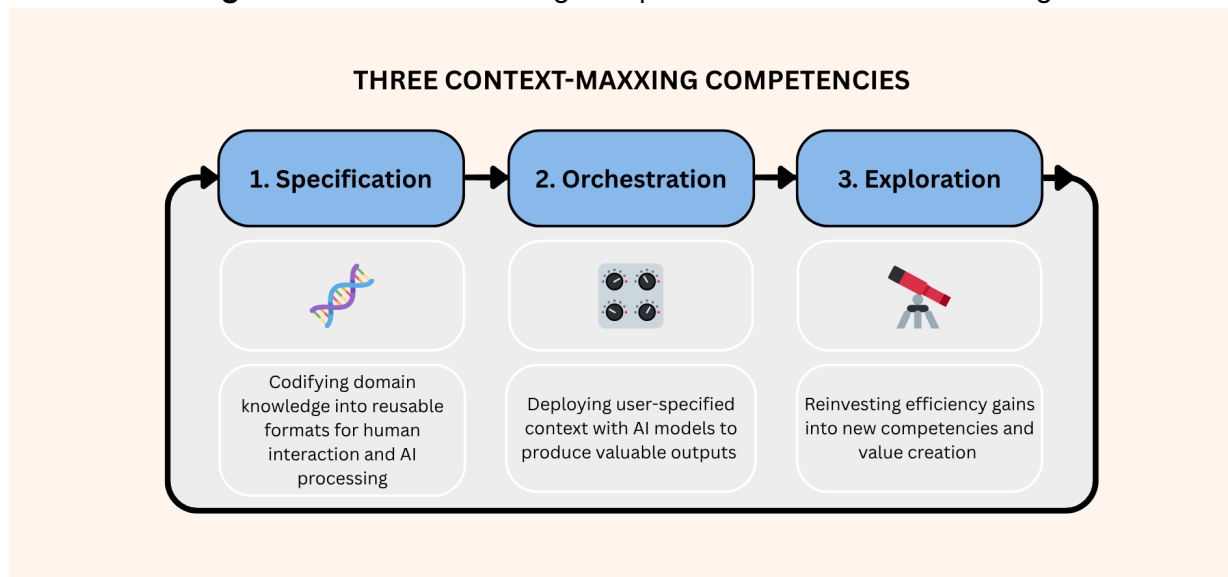 THREE CONTEXT-MAXXING COMPETENCIES
1. Specification
2. Orchestration
3. Exploration
Codifying domain
knowledge into reusable
formats for human
interaction and AI
processing
Deploying user-specified
context with AI models to
produce valuable outputs
Reinvesting efficiency gains
into new competencies and
value creation